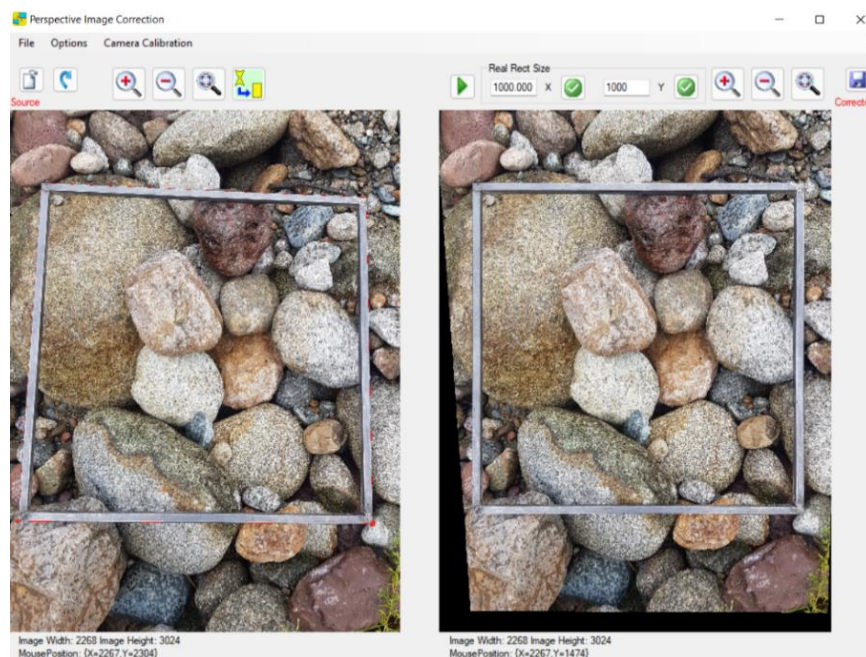 Perspective Image Correction
File Options Camera Calibration
Real Rect Size
1000.000 X 1000 Y
Source
Correcte
Image Width: 2268 Image Height: 3024
MousePosition: {X=2267,Y=2304}
Image Width: 2268 Image Height: 3024
MousePosition: {X=2267,Y=1474}